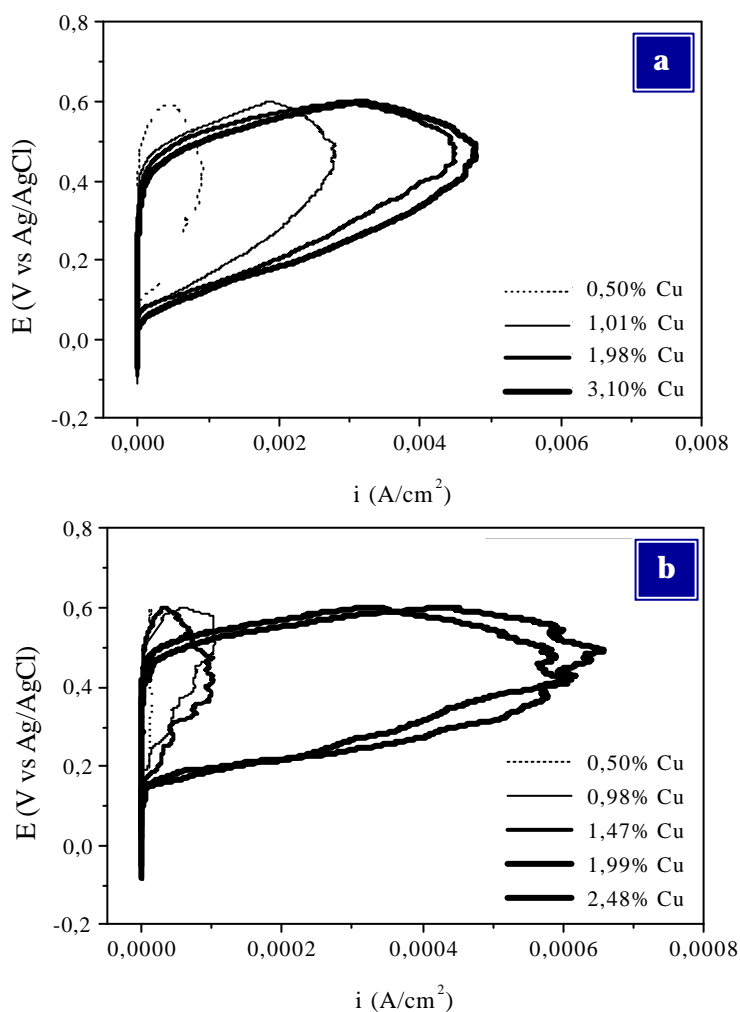 a
0,8
0,6
0,4
0,2
0,0
-0,2
E (V vs Ag/AgCl)
0,50% Cu
1,01% Cu
1,98% Cu
3,10% Cu
0,000 0,002 0,004 0,006 0,008
i (A/cm²)
b
0,8
0,6
0,4
0,2
0,0
-0,2
E (V vs Ag/AgCl)
0,50% Cu
0,98% Cu
1,47% Cu
1,99% Cu
2,48% Cu
0,0000 0,0002 0,0004 0,0006 0,0008
i (A/cm²)